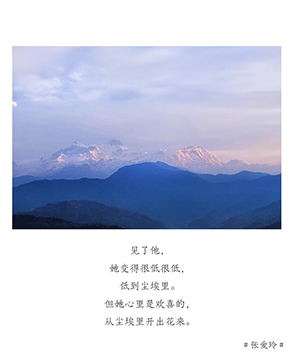 见了他，
她变得很低很低，
低到尘埃里。
但她心里是欢喜的，
从尘埃里开出花来。
# 张爱玲 #